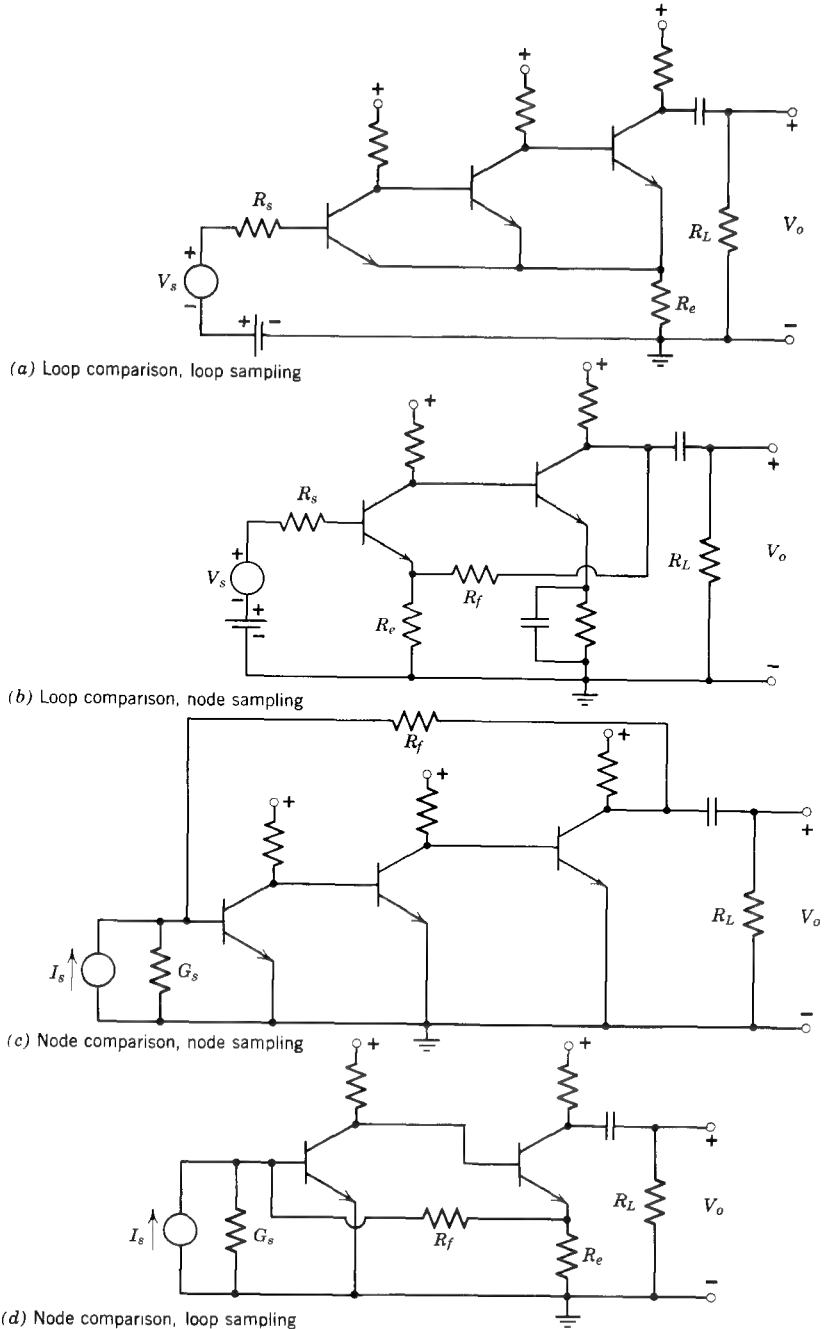 +
+
+
R_s
+
V_s
−
+ −
R_L
+
V_o
R_e
−
(a) Loop comparison, loop sampling
+
+
R_s
+
V_s
−
+
−
R_e
R_f
R_L
+
V_o
−
(b) Loop comparison, node sampling
R_f
+
+
+
I_s
G_s
R_L
+
V_o
−
(c) Node comparison, node sampling
+
+
I_s
G_s
R_f
R_e
R_L
+
V_o
−
(d) Node comparison, loop sampling